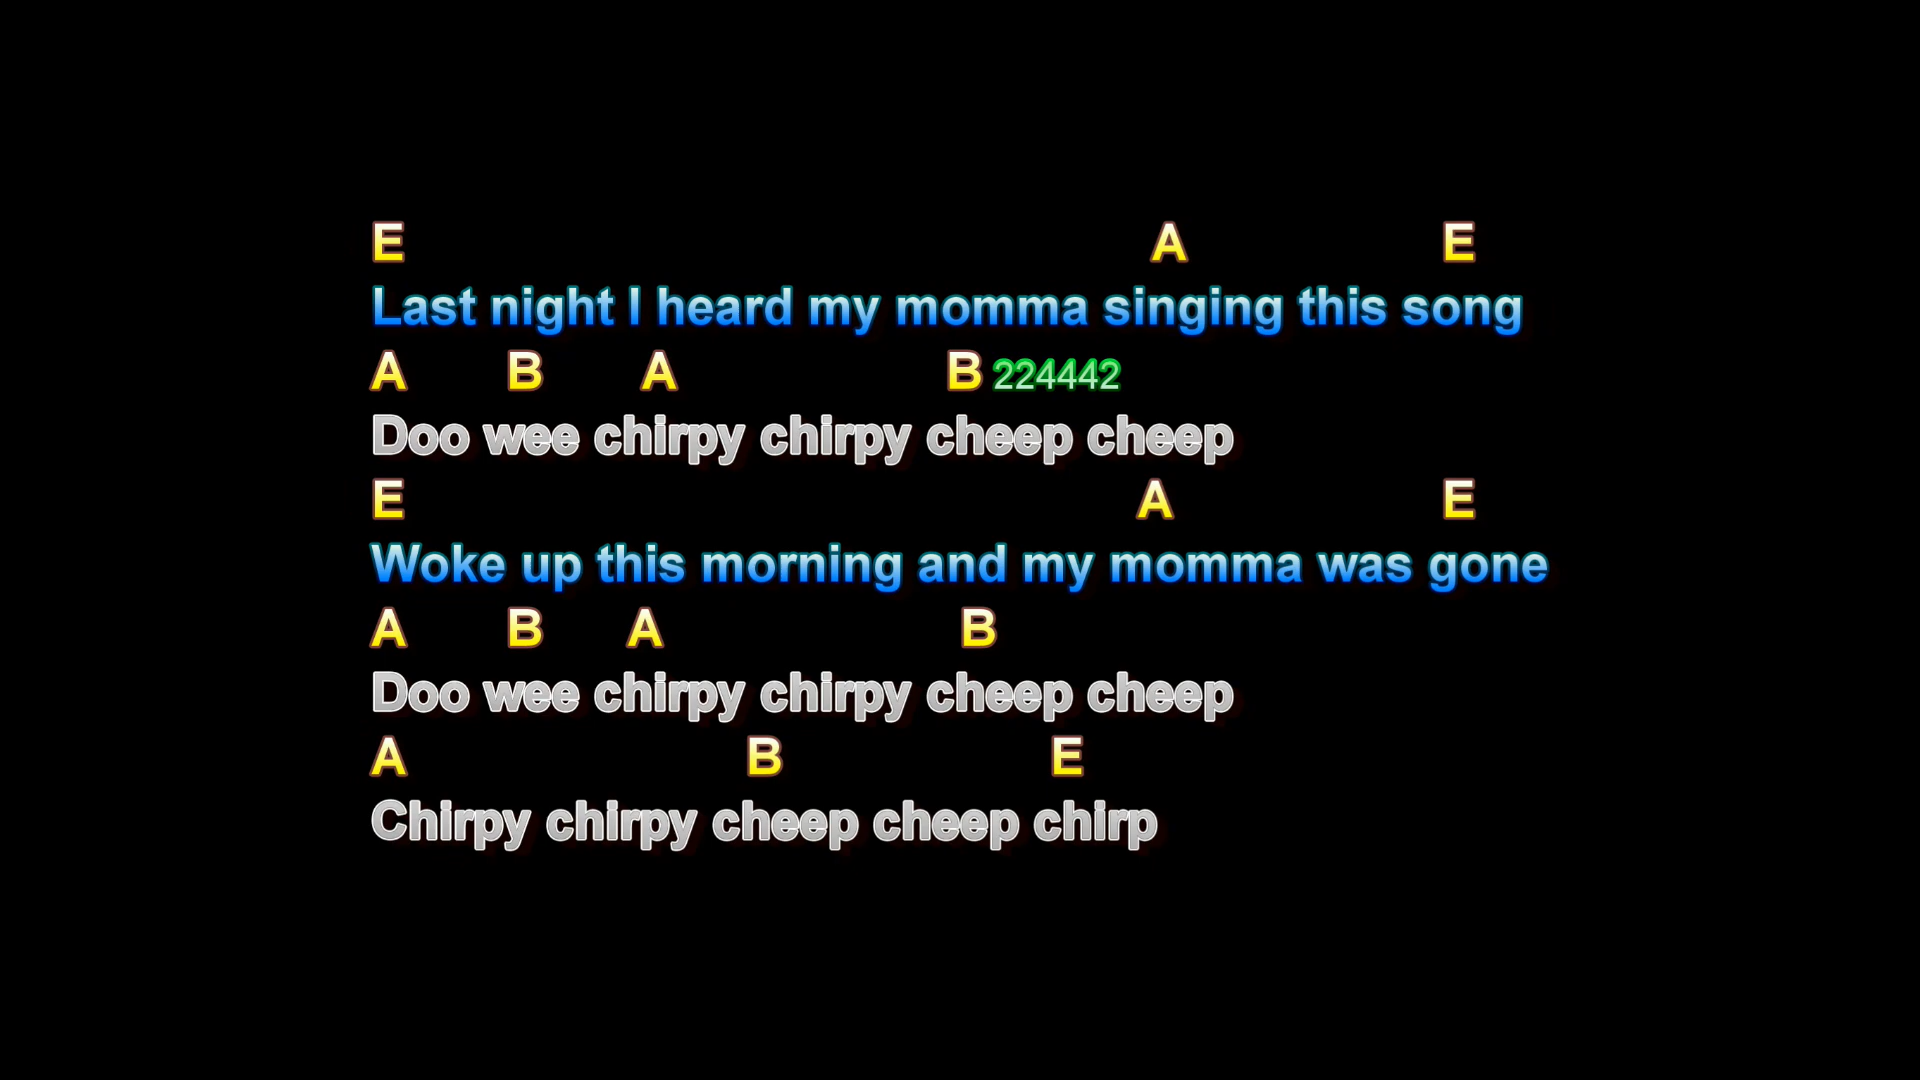 E A E
Last night I heard my momma singing this song
A B A B 224442
Doo wee chirpy chirpy cheep cheep
E A E
Woke up this morning and my momma was gone
A B A B
Doo wee chirpy chirpy cheep cheep
A B E
Chirpy chirpy cheep cheep chirp